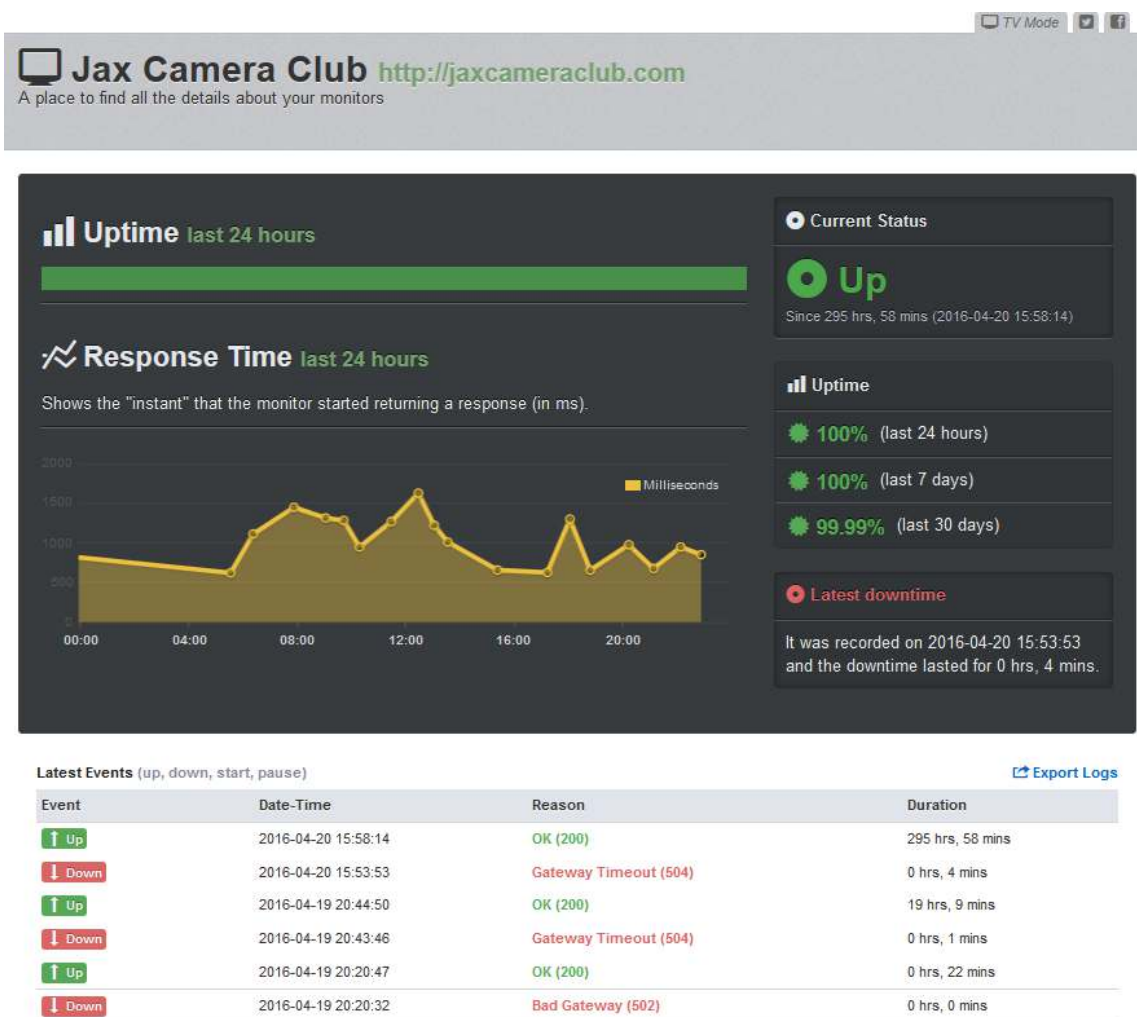 TV Mode
Jax Camera Club http://jaxcameraclub.com
A place to find all the details about your monitors
Uptime last 24 hours
Response Time last 24 hours
Shows the "instant" that the monitor started returning a response (in ms).
2000
1500
1000
500
0
Milliseconds
00:00 04:00 08:00 12:00 16:00 20:00
Current Status
Up
Since 295 hrs, 58 mins (2016-04-20 15:58:14)
Uptime
100% (last 24 hours)
100% (last 7 days)
99.99% (last 30 days)
Latest downtime
It was recorded on 2016-04-20 15:53:53
and the downtime lasted for 0 hrs, 4 mins.
Latest Events (up, down, start, pause) Export Logs
Event Date-Time Reason Duration
Up 2016-04-20 15:58:14 OK (200) 295 hrs, 58 mins
Down 2016-04-20 15:53:53 Gateway Timeout (504) 0 hrs, 4 mins
Up 2016-04-19 20:44:50 OK (200) 19 hrs, 9 mins
Down 2016-04-19 20:43:46 Gateway Timeout (504) 0 hrs, 1 mins
Up 2016-04-19 20:20:47 OK (200) 0 hrs, 22 mins
Down 2016-04-19 20:20:32 Bad Gateway (502) 0 hrs, 0 mins